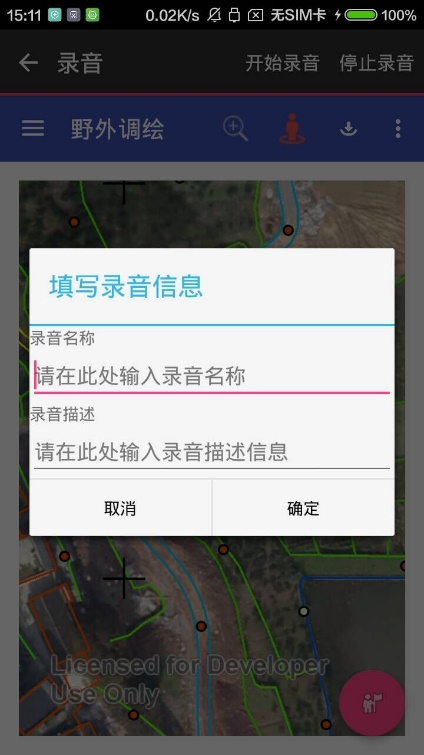 15:11 0.02K/s 无SIM卡 100%
录音 开始录音 停止录音
野外调绘
填写录音信息
录音名称
请在此处输入录音名称
录音描述
请在此处输入录音描述信息
取消 确定
Licensed for Developer
Use Only